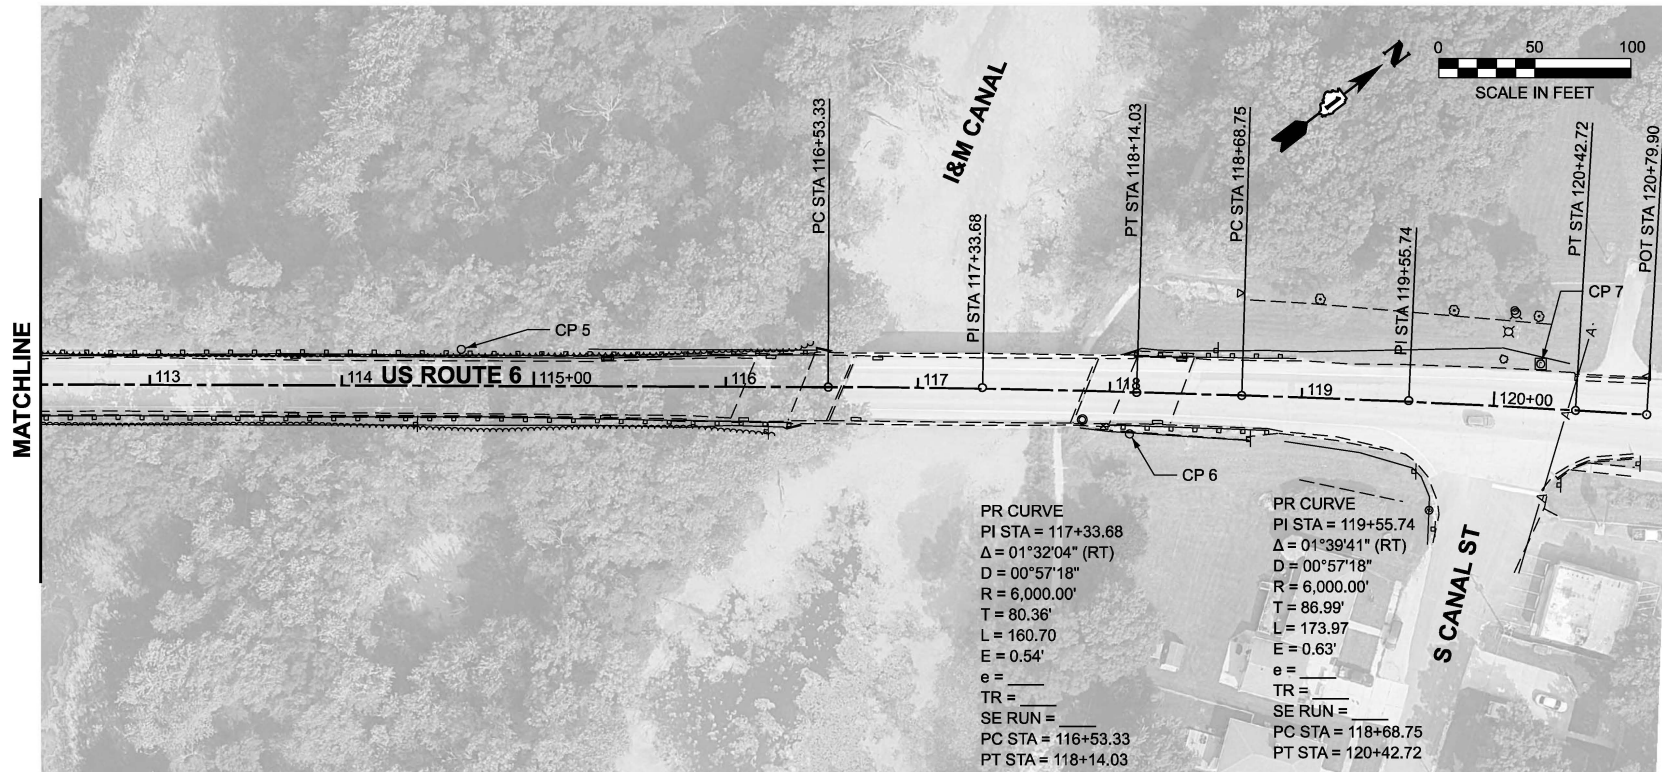 0 50 100
SCALE IN FEET
N
I&M CANAL
PC STA 116+53.33
PI STA 117+33.68
PT STA 118+14.03
PC STA 118+68.75
PI STA 119+55.74
PT STA 120+42.72
POT STA 120+79.90
MATCHLINE
CP 5
CP 7
A
113 114 US ROUTE 6 115+00 116 117 118 119 120+00
A
CP 6
S CANAL ST
PR CURVE
PI STA = 117+33.68
Δ = 01°32'04" (RT)
D = 00°57'18"
R = 6,000.00'
T = 80.36'
L = 160.70
E = 0.54'
e = ____
TR = ____
SE RUN = ____
PC STA = 116+53.33
PT STA = 118+14.03
PR CURVE
PI STA = 119+55.74
Δ = 01°39'41" (RT)
D = 00°57'18"
R = 6,000.00'
T = 86.99'
L = 173.97
E = 0.63'
e = ____
TR = ____
SE RUN = ____
PC STA = 118+68.75
PT STA = 120+42.72